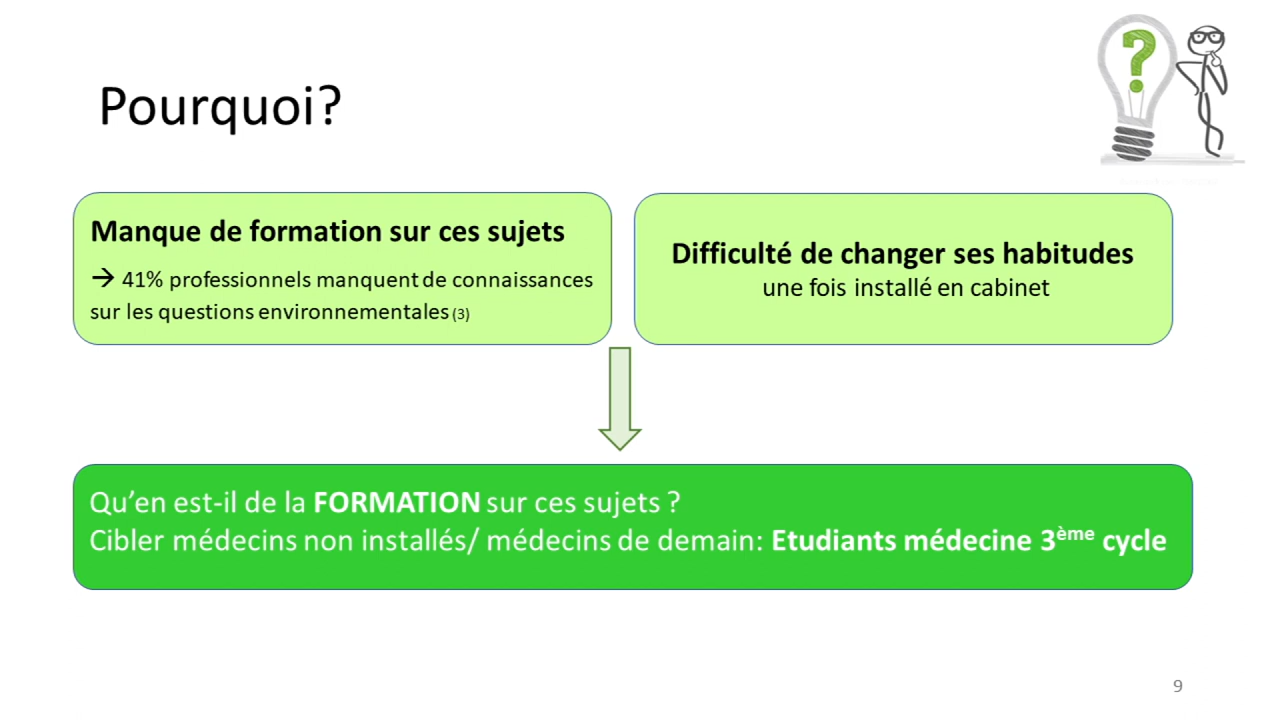 Pourquoi?
?
Manque de formation sur ces sujets
→ 41% professionnels manquent de connaissances
sur les questions environnementales (3)
Difficulté de changer ses habitudes
une fois installé en cabinet
Qu’en est-il de la FORMATION sur ces sujets ?
Cibler médecins non installés/ médecins de demain: Etudiants médecine 3ème cycle
9